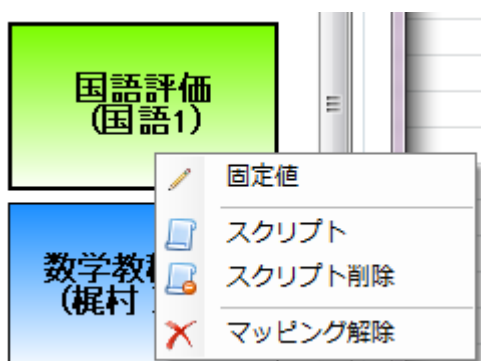 国語評価
(国語1)
固定値
スクリプト
スクリプト削除
マッピング解除
数学教
(梶村